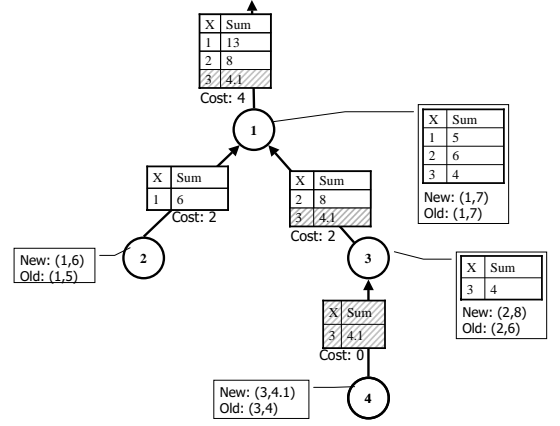 X Sum
1 13
2 8
3 4.1
Cost: 4
1
X Sum
1 5
2 6
3 4
New: (1,7)
Old: (1,7)
X Sum
1 6
Cost: 2
X Sum
2 8
3 4.1
Cost: 2
New: (1,6)
Old: (1,5)
2
3
X Sum
3 4
New: (2,8)
Old: (2,6)
X Sum
3 4.1
Cost: 0
New: (3,4.1)
Old: (3,4)
4